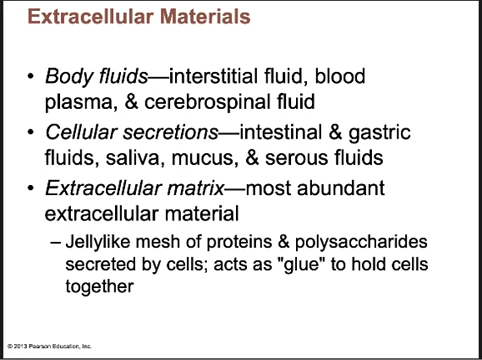 Extracellular Materials
• Body fluids—interstitial fluid, blood
plasma, & cerebrospinal fluid
• Cellular secretions—intestinal & gastric
fluids, saliva, mucus, & serous fluids
• Extracellular matrix—most abundant
extracellular material
– Jellylike mesh of proteins & polysaccharides
secreted by cells; acts as "glue" to hold cells
together
© 2013 Pearson Education, Inc.